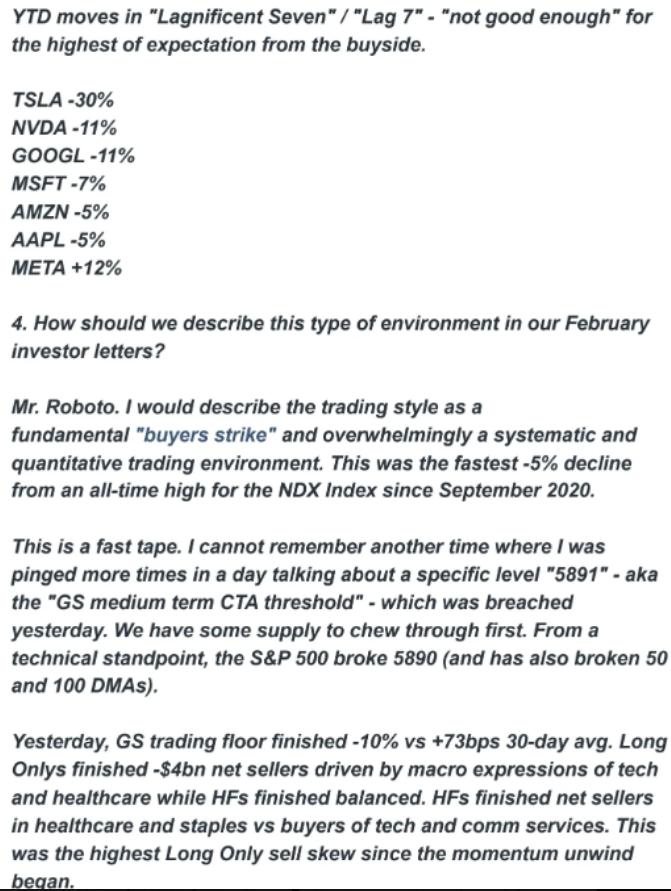 YTD moves in "Lagnificent Seven" / "Lag 7" - "not good enough" for
the highest of expectation from the buyside.
TSLA -30%
NVDA -11%
GOOGL -11%
MSFT -7%
AMZN -5%
AAPL -5%
META +12%
4. How should we describe this type of environment in our February
investor letters?
Mr. Roboto. I would describe the trading style as a
fundamental "buyers strike" and overwhelmingly a systematic and
quantitative trading environment. This was the fastest -5% decline
from an all-time high for the NDX Index since September 2020.
This is a fast tape. I cannot remember another time where I was
pinged more times in a day talking about a specific level "5891" - aka
the "GS medium term CTA threshold" - which was breached
yesterday. We have some supply to chew through first. From a
technical standpoint, the S&P 500 broke 5890 (and has also broken 50
and 100 DMAs).
Yesterday, GS trading floor finished -10% vs +73bps 30-day avg. Long
Onlys finished -$4bn net sellers driven by macro expressions of tech
and healthcare while HFs finished balanced. HFs finished net sellers
in healthcare and staples vs buyers of tech and comm services. This
was the highest Long Only sell skew since the momentum unwind
began.